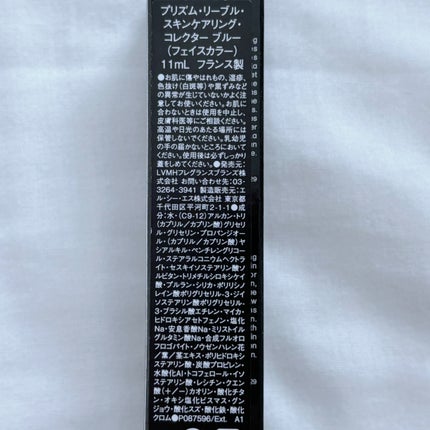 プリズム・リーブル・
スキンケアリング・
コレクター ブルー
(フェイスカラー)
11mL フランス製
●お肌に傷やはれもの、湿疹、
色抜け(白斑等)や黒ずみなど
の異常が生じていないかよく注
意してお使いください。お肌に
合わないときは使用を中止し、
皮膚科医等にご相談ください。
高温や日光のあたる場所には
保管しないでください。乳幼児
の手の届かないところにおいて
ください。使用後は必ずしっかり
蓋をしめてください。●発売元:
LVMHフレグランスブランズ株
式会社 お問い合わせ先:03-
3264-3941 製造販売元:エ
ル・シー・エス株式会社 東京都
千代田区平河町2-1-1●成
分:水・(C9-12)アルカン・トリ
(カプリル/カプリン酸)グリセ
リル・グリセリン・プロパンジオー
ル・(カプリル/カプリン酸)ヤ
シアルキル・ペンチレングリコー
ル・ステアラルコニウムヘクトライ
ト・セスキイソステアリン酸ソ
ルビタン・トリメチルシロキシケイ
酸・プルラン・シリカ・ポリリシノ
レイン酸ポリグリセリル-3・ジイ
ソステアリン酸ポリグリセリル-
3・ブラシル酸エチレン・マイカ・
ヒドロキシアセトフェノン・塩化
Na・安息香酸Na・ミリストイル
グルタミン酸Na・合成フルオロ
フロゴパイト・ノウゼンハレン花
/葉/茎エキス・ポリヒドロキシ
ステアリン酸・炭酸プロピレン・
水酸化Al・トコフェロール・イソ
ステアリン酸・レシチン・クエン
酸(+/-)カオリン・酸化チタ
ン・オキシ塩化ビスマス・グン
ジョウ・酸化スズ・酸化鉄・酸化
クロム●P087596/Ext. A1